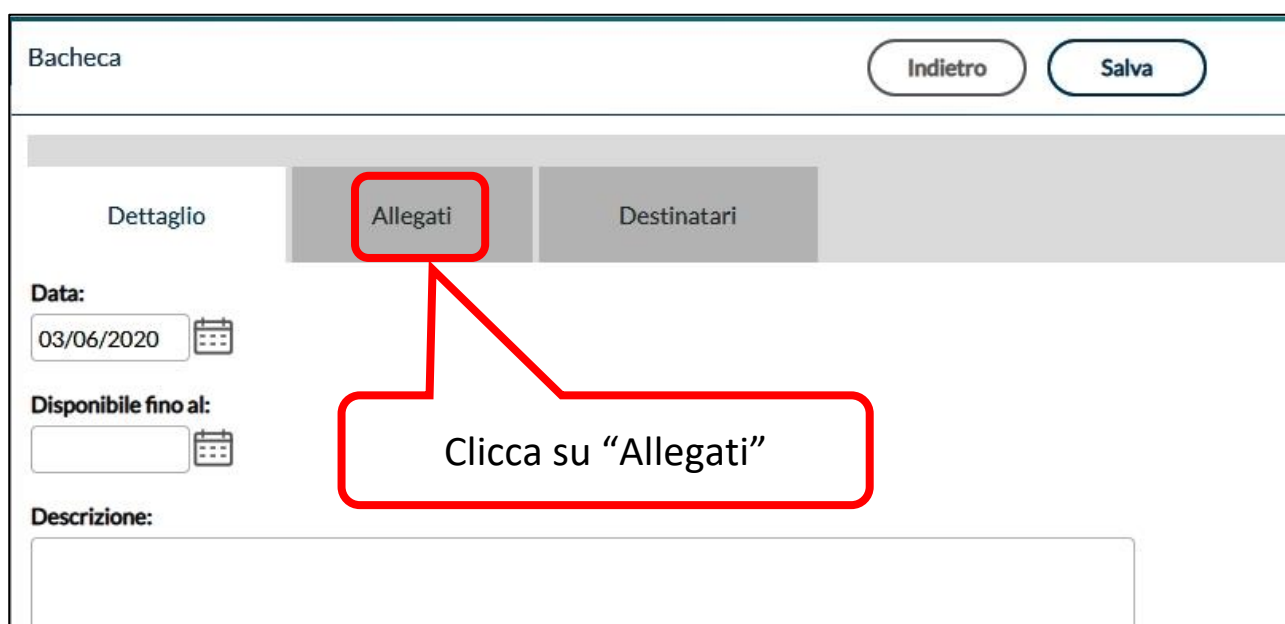 Bacheca
Indietro
Salva
Dettaglio
Allegati
Destinatari
Data:
03/06/2020
Disponibile fino al:
Clicca su “Allegati”
Descrizione: